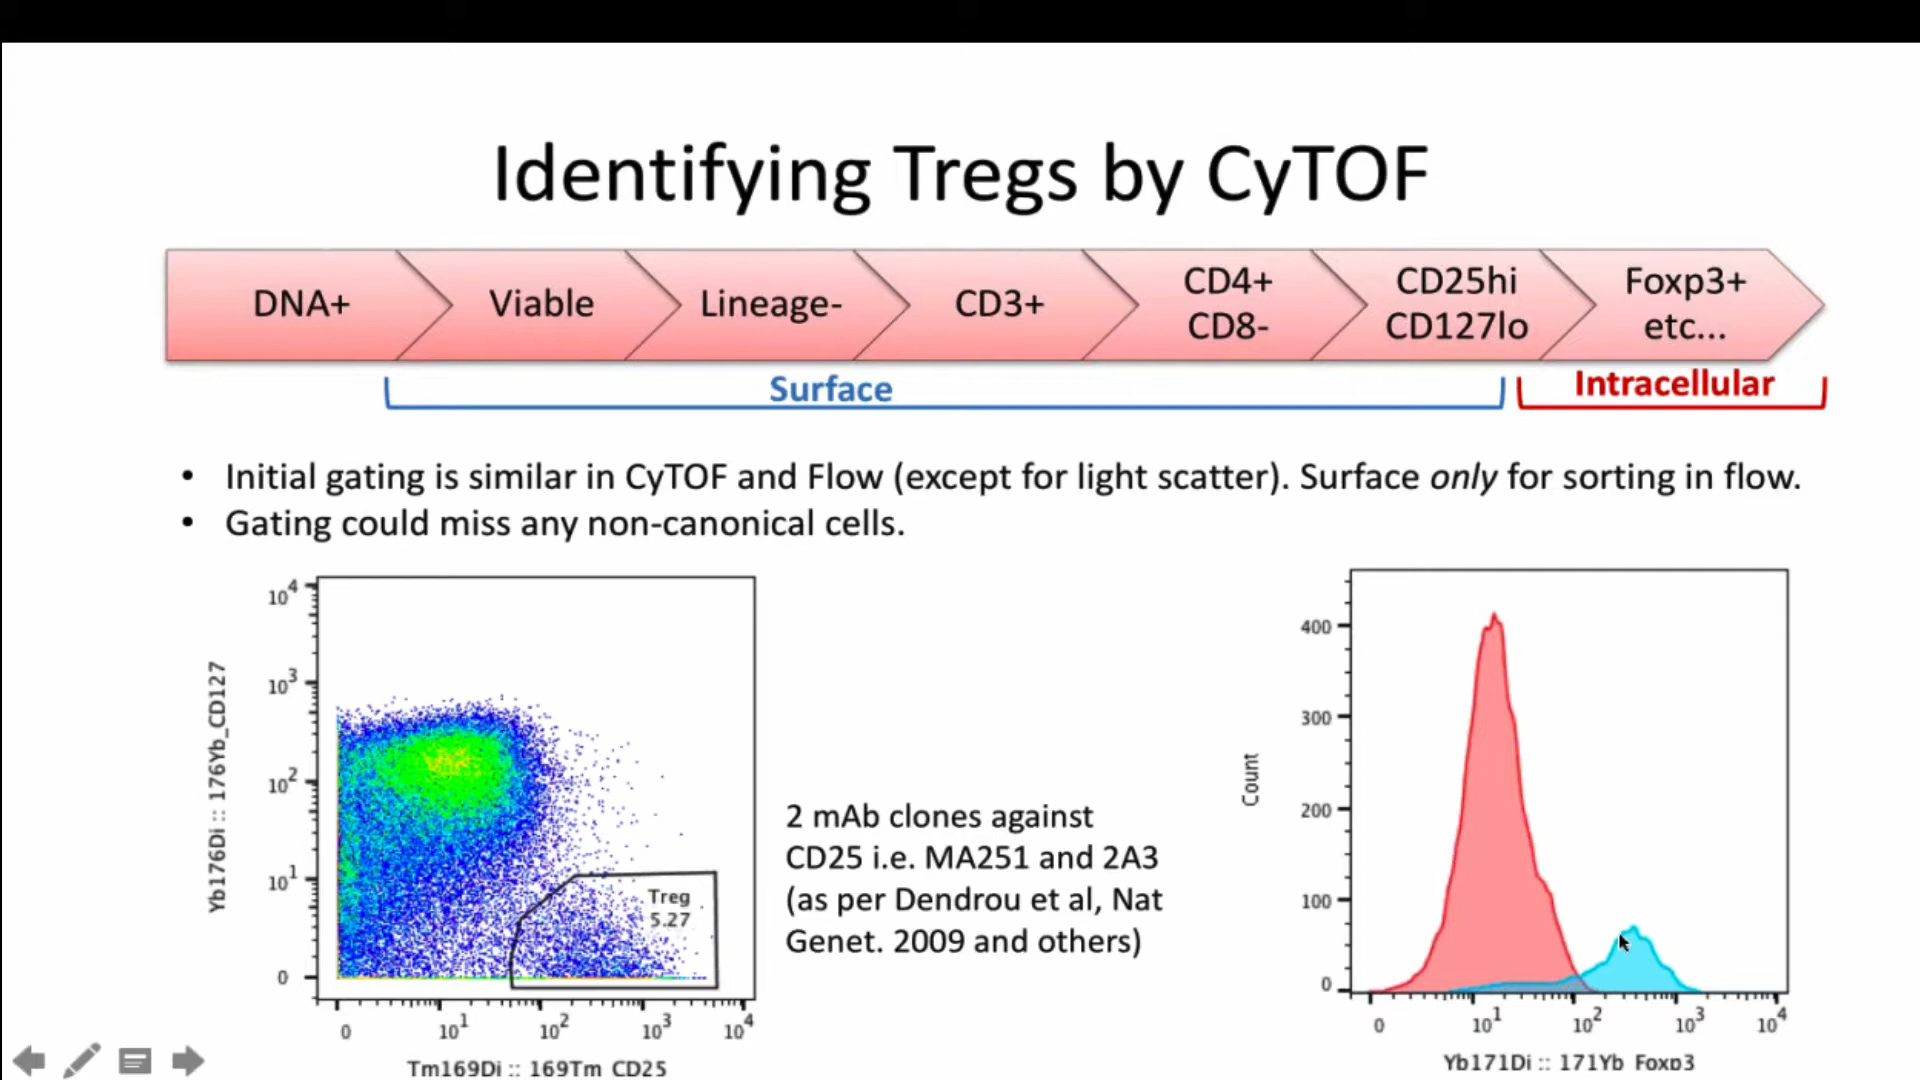 Identifying Tregs by CyTOF
DNA+
Viable
Lineage-
CD3+
CD4+
CD8-
CD25hi
CD127lo
Foxp3+
etc...
Surface
Intracellular
• Initial gating is similar in CyTOF and Flow (except for light scatter). Surface only for sorting in flow.
• Gating could miss any non-canonical cells.
Yb176Di :: 176Yb_CD127
10^4
10^3
10^2
10^1
0
Treg
5.27
0
10^1
10^2
10^3
10^4
Tm169Di :: 169Tm CD25
2 mAb clones against
CD25 i.e. MA251 and 2A3
(as per Dendrou et al, Nat
Genet. 2009 and others)
Count
400
300
200
100
0
0
10^1
10^2
10^3
10^4
Yb171Di :: 171Yb Foxp3